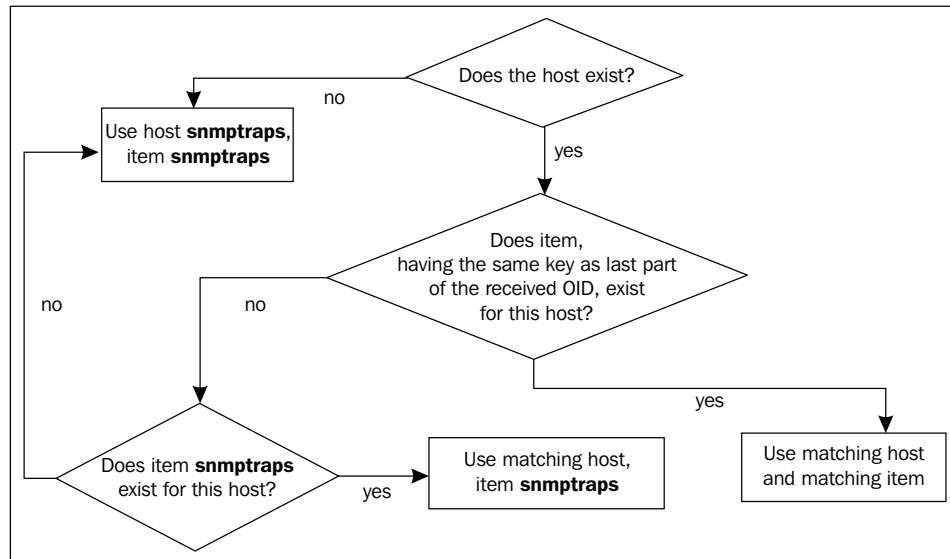 Does the host exist?
no
Use host snmptraps,
item snmptraps
yes
Does item,
having the same key as last part
of the received OID, exist
for this host?
no
no
yes
Does item snmptraps
exist for this host?
yes
Use matching host,
item snmptraps
Use matching host
and matching item